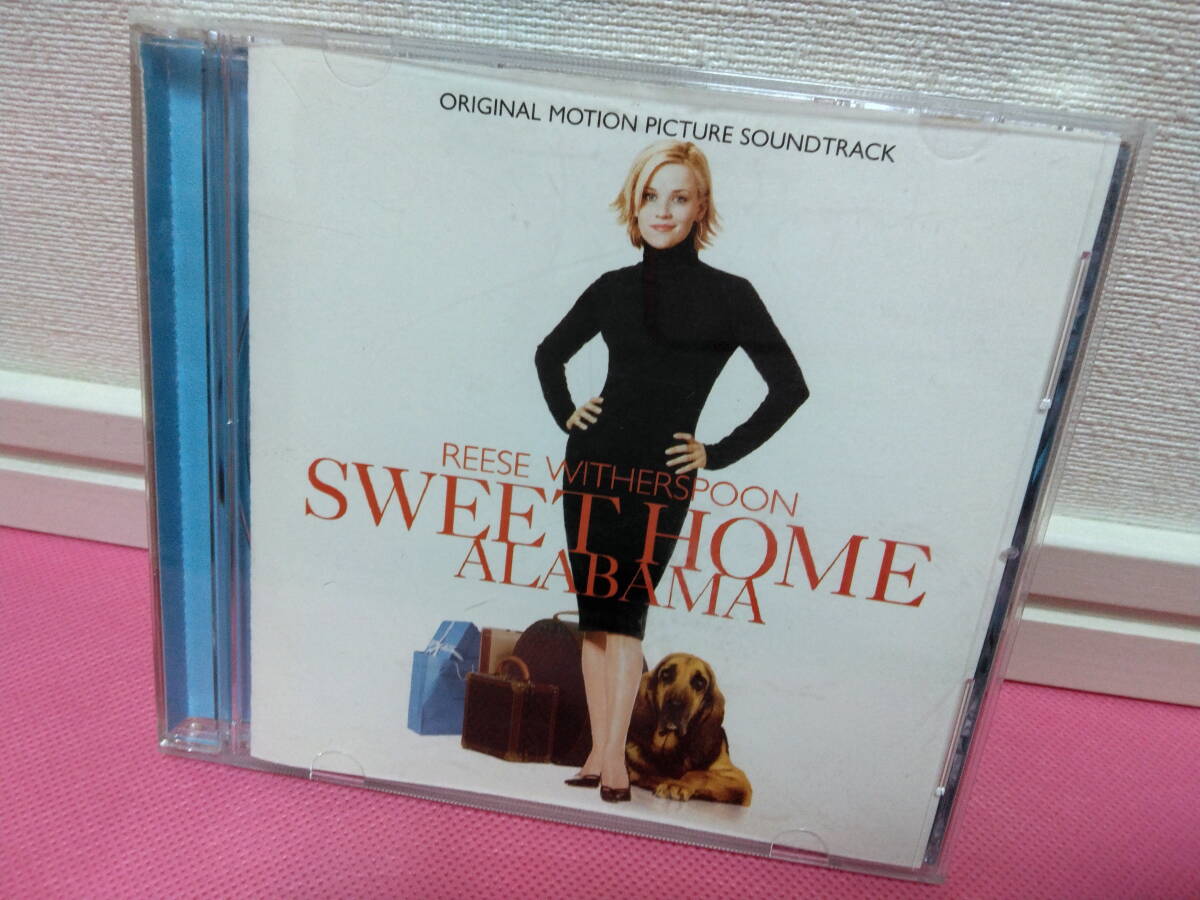 ORIGINAL MOTION PICTURE SOUNDTRACK
REESE WITHERSPOON
SWEET HOME
ALABAMA